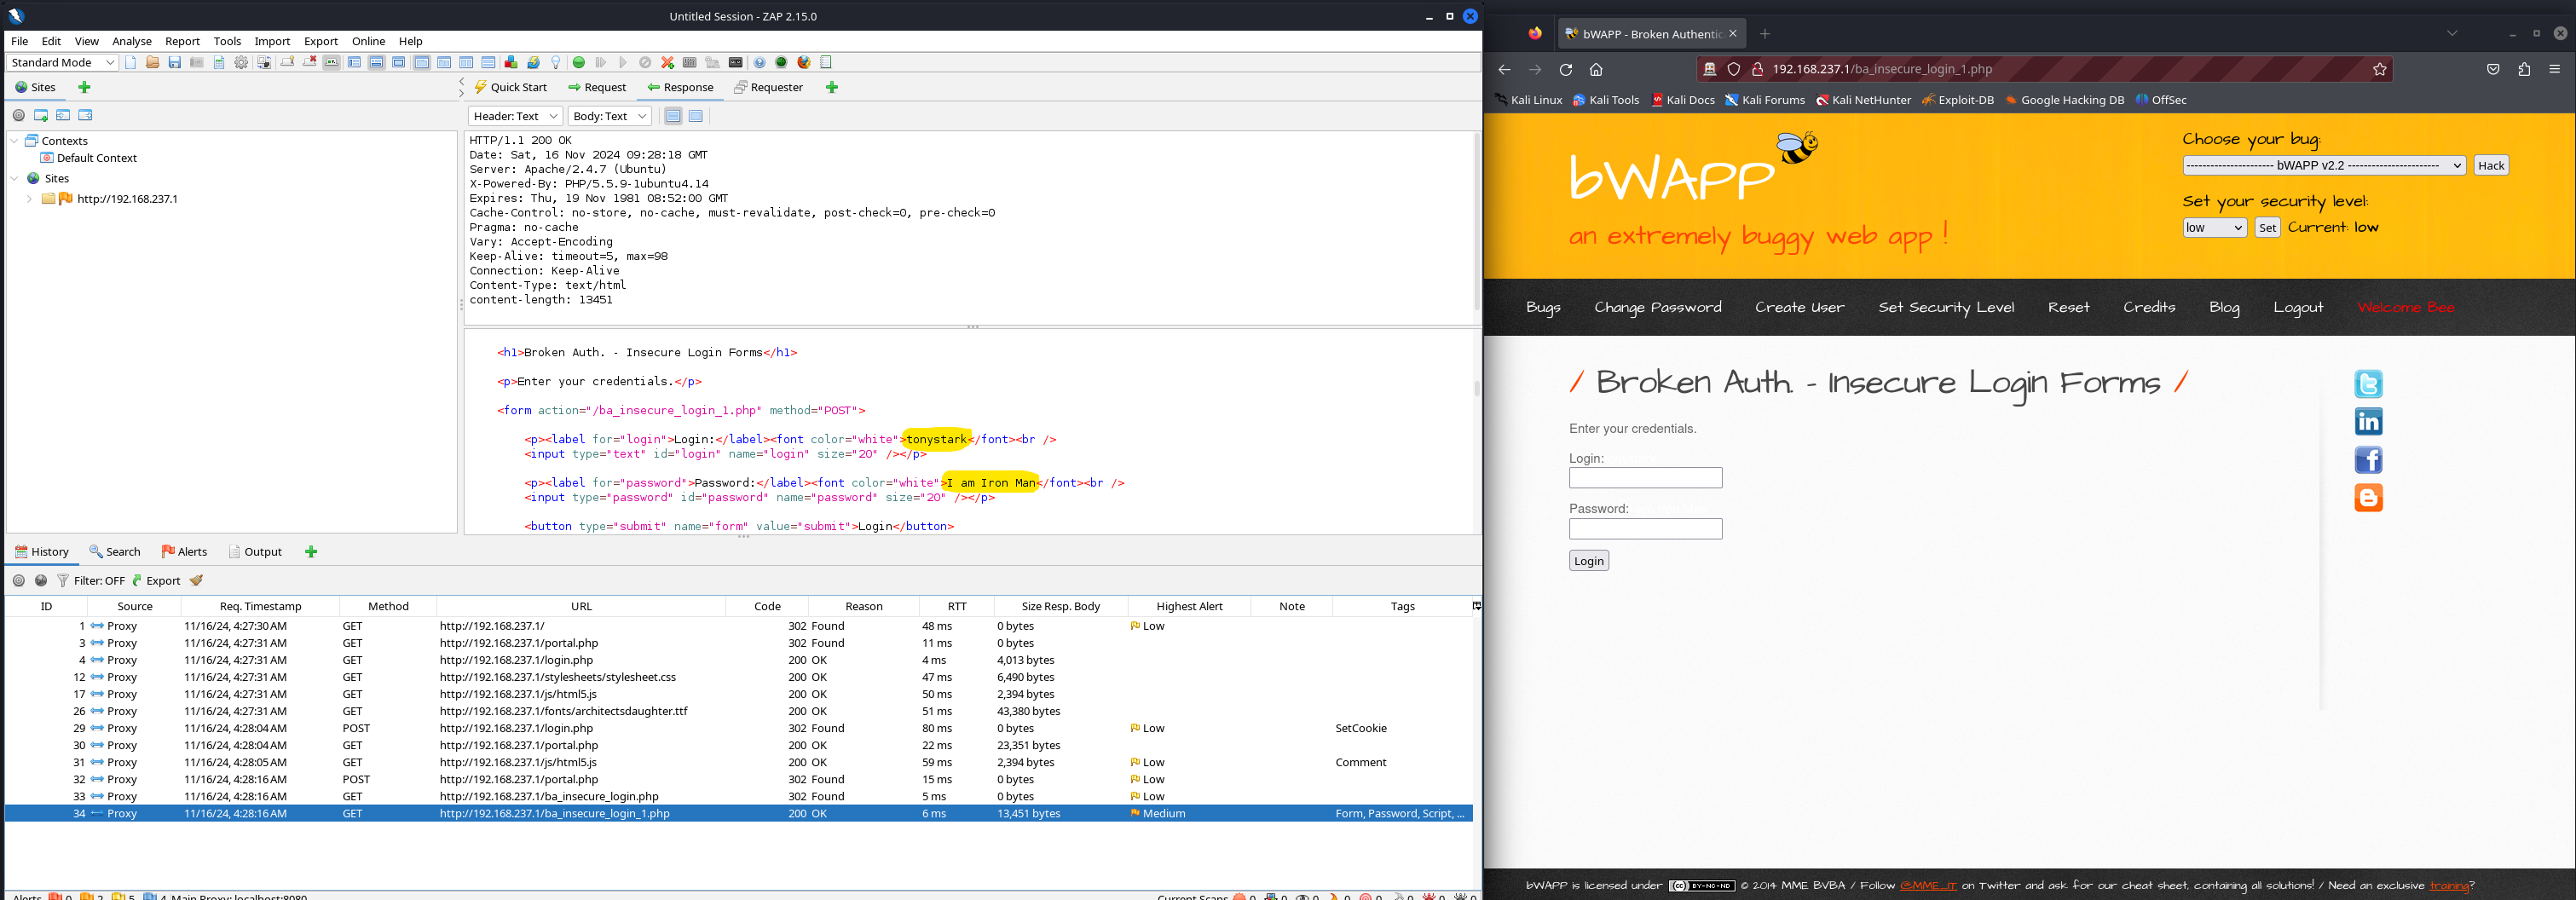 Untitled Session - ZAP 2.15.0
File Edit View Analyse Report Tools Import Export Online Help
Standard Mode
Sites
Quick Start Request Response Requester
Header: Text Body: Text
Contexts
Default Context
Sites
http://192.168.237.1
HTTP/1.1 200 OK
Date: Sat, 16 Nov 2024 09:28:18 GMT
Server: Apache/2.4.7 (Ubuntu)
X-Powered-By: PHP/5.5.9-1ubuntu4.14
Expires: Thu, 19 Nov 1981 08:52:00 GMT
Cache-Control: no-store, no-cache, must-revalidate, post-check=0, pre-check=0
Pragma: no-cache
Vary: Accept-Encoding
Keep-Alive: timeout=5, max=98
Connection: Keep-Alive
Content-Type: text/html
content-length: 13451
<h1>Broken Auth. - Insecure Login Forms</h1>
<p>Enter your credentials.</p>
<form action="/ba_insecure_login_1.php" method="POST">
<p><label for="login">Login:</label><font color="white">tonystark</font><br />
<input type="text" id="login" name="login" size="20" /></p>
<p><label for="password">Password:</label><font color="white">I am Iron Man</font><br />
<input type="password" id="password" name="password" size="20" /></p>
<button type="submit" name="form" value="submit">Login</button>
History Search Alerts Output
Filter: OFF Export
ID Source Req. Timestamp Method URL Code Reason RTT Size Resp. Body Highest Alert Note Tags
1 Proxy 11/16/24, 4:27:30 AM GET http://192.168.237.1/ 302 Found 48 ms 0 bytes Low
3 Proxy 11/16/24, 4:27:31 AM GET http://192.168.237.1/portal.php 302 Found 11 ms 0 bytes
4 Proxy 11/16/24, 4:27:31 AM GET http://192.168.237.1/login.php 200 OK 4 ms 4,013 bytes
12 Proxy 11/16/24, 4:27:31 AM GET http://192.168.237.1/stylesheets/stylesheet.css 200 OK 47 ms 6,490 bytes
17 Proxy 11/16/24, 4:27:31 AM GET http://192.168.237.1/js/html5.js 200 OK 50 ms 2,394 bytes
26 Proxy 11/16/24, 4:27:31 AM GET http://192.168.237.1/fonts/architectsdaughter.ttf 200 OK 51 ms 43,380 bytes
29 Proxy 11/16/24, 4:28:04 AM POST http://192.168.237.1/login.php 302 Found 80 ms 0 bytes Low SetCookie
30 Proxy 11/16/24, 4:28:04 AM GET http://192.168.237.1/portal.php 200 OK 22 ms 23,351 bytes
31 Proxy 11/16/24, 4:28:05 AM GET http://192.168.237.1/js/html5.js 200 OK 59 ms 2,394 bytes Low Comment
32 Proxy 11/16/24, 4:28:16 AM POST http://192.168.237.1/portal.php 302 Found 15 ms 0 bytes Low
33 Proxy 11/16/24, 4:28:16 AM GET http://192.168.237.1/ba_insecure_login.php 302 Found 5 ms 0 bytes Low
34 Proxy 11/16/24, 4:28:16 AM GET http://192.168.237.1/ba_insecure_login_1.php 200 OK 6 ms 13,451 bytes Medium Form, Password, Script, ...
Alerts 0 2 5 4 Main Proxy: localhost:8080 Current Scans 0 0 0 0 0 0 0 0
bWAPP - Broken Authentic
192.168.237.1/ba_insecure_login_1.php
Kali Linux Kali Tools Kali Docs Kali Forums Kali NetHunter Exploit-DB Google Hacking DB OffSec
bWAPP
an extremely buggy web app !
Choose your bug:
---------------------- bWAPP v2.2 ----------------------- Hack
Set your security level:
low Set Current: low
Bugs Change Password Create User Set Security Level Reset Credits Blog Logout Welcome Bee
/ Broken Auth. - Insecure Login Forms /
Enter your credentials.
Login:
Password:
Login
bWAPP is licensed under cc BY-NC-ND © 2014 MME BVBA / Follow @MME_IT on Twitter and ask for our cheat sheet, containing all solutions! / Need an exclusive training?